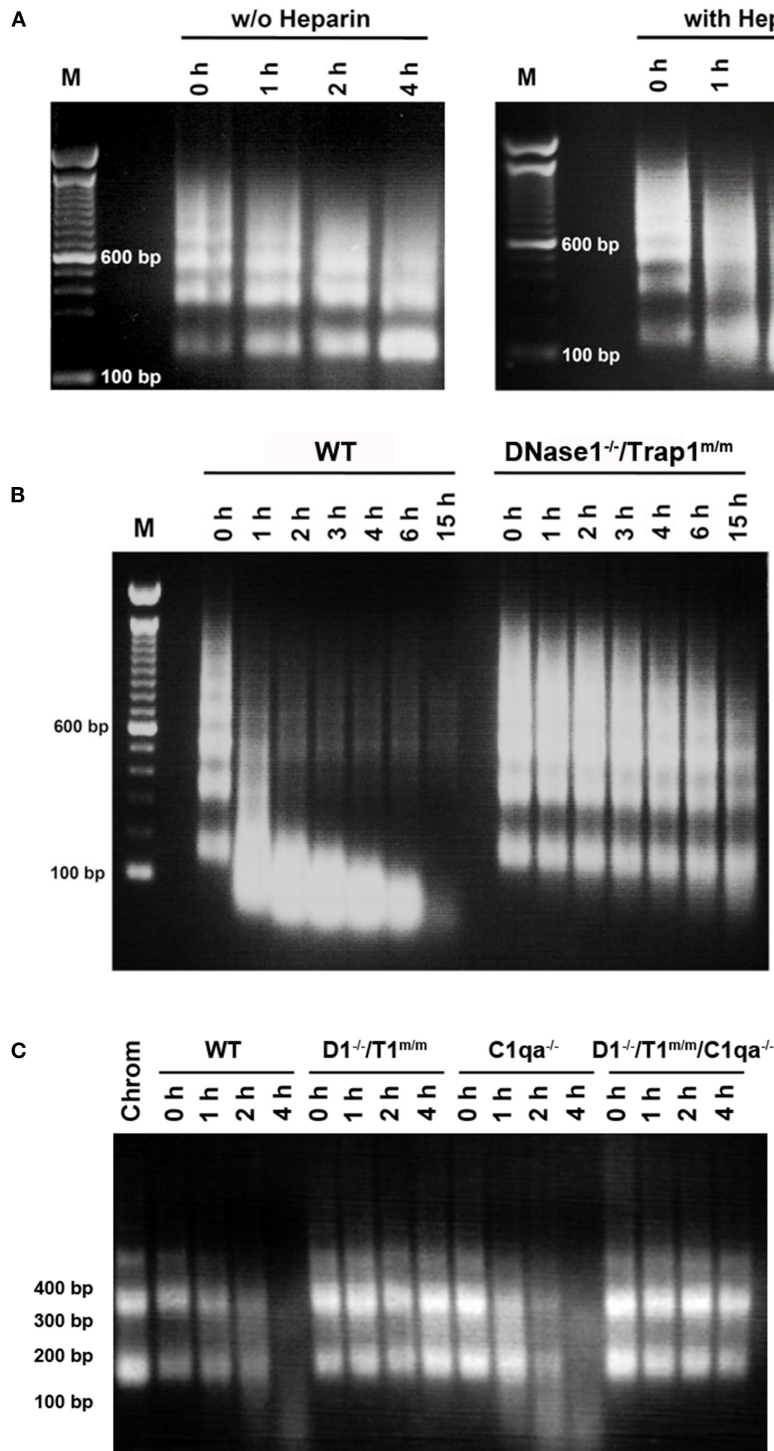 A
w/o Heparin
with Hep
M 0 h 1 h 2 h 4 h
M 0 h 1 h
600 bp
600 bp
100 bp
100 bp
B
WT
DNase1-/-/Trap1m/m
M 0 h 1 h 2 h 3 h 4 h 6 h 15 h 0 h 1 h 2 h 3 h 4 h 6 h 15 h
600 bp
100 bp
C
WT D1-/-/T1m/m C1qa-/- D1-/-/T1m/m/C1qa-/-
Chrom 0 h 1 h 2 h 4 h 0 h 1 h 2 h 4 h 0 h 1 h 2 h 4 h 0 h 1 h 2 h 4 h
400 bp
300 bp
200 bp
100 bp